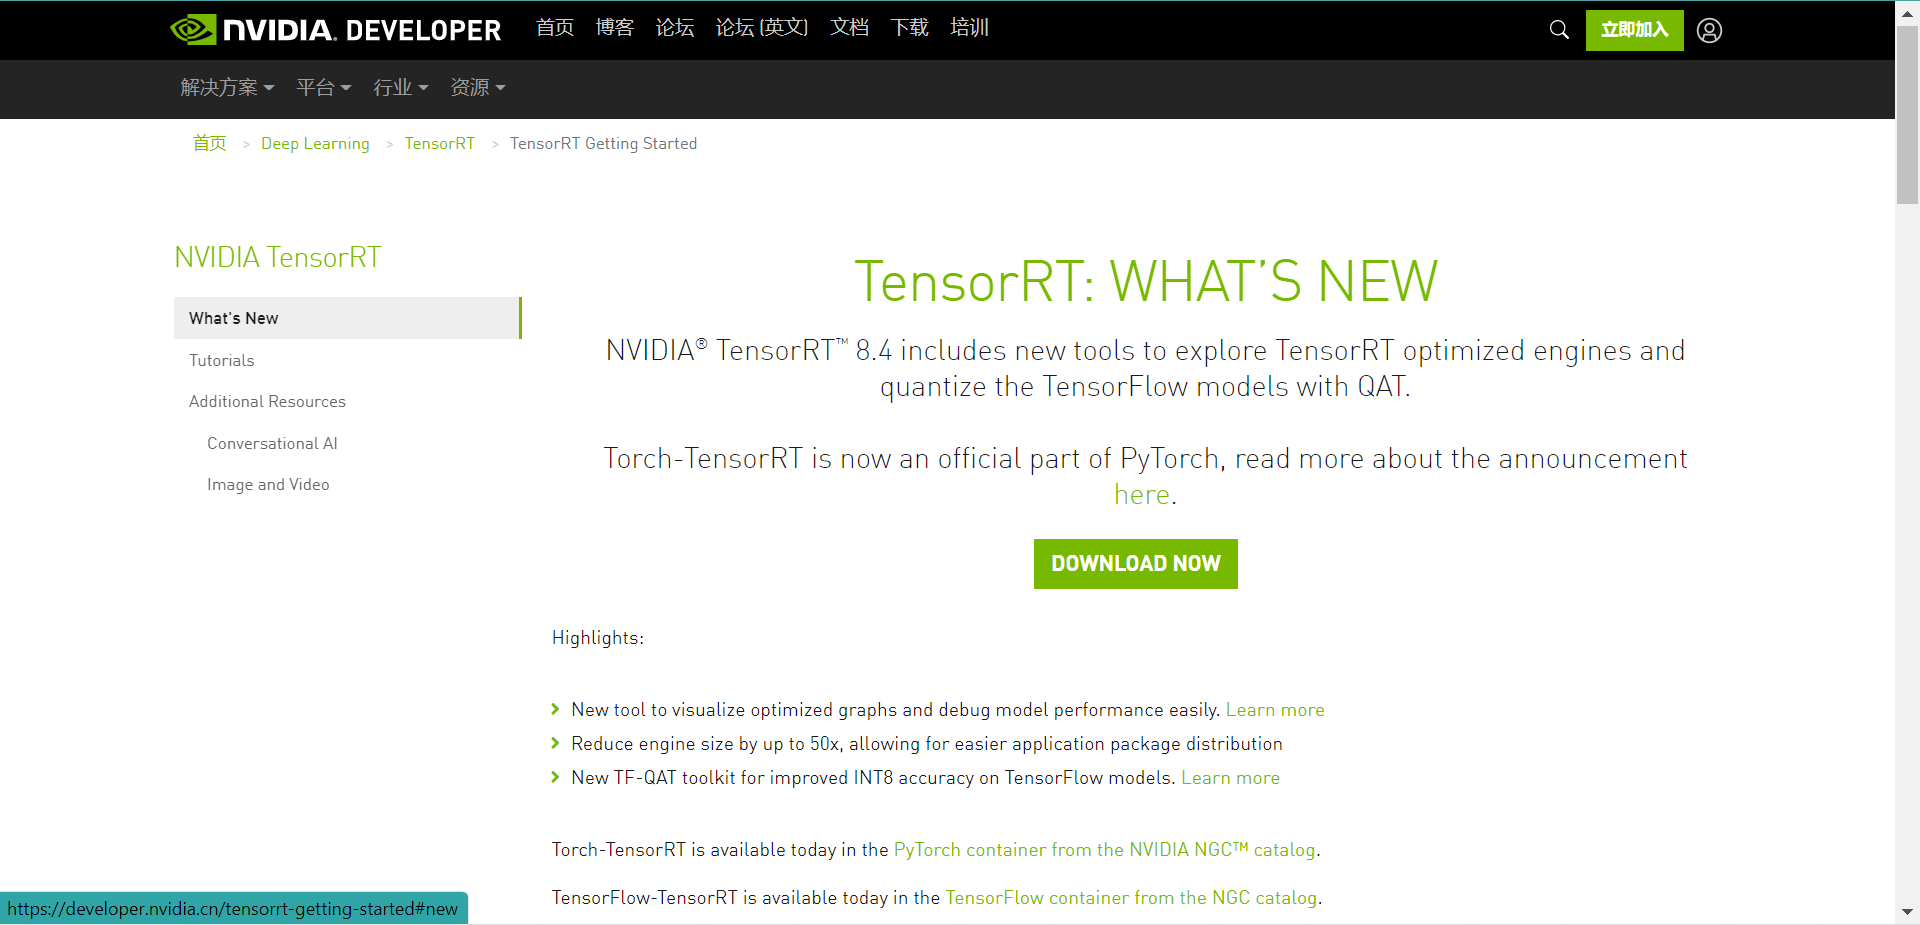 NVIDIA. DEVELOPER 首页 博客 论坛 论坛 (英文) 文档 下载 培训 立即加入
解决方案 平台 行业 资源
首页 > Deep Learning > TensorRT > TensorRT Getting Started
NVIDIA TensorRT
What's New
Tutorials
Additional Resources
Conversational AI
Image and Video
TensorRT: WHAT’S NEW
NVIDIA® TensorRT™ 8.4 includes new tools to explore TensorRT optimized engines and
quantize the TensorFlow models with QAT.
Torch-TensorRT is now an official part of PyTorch, read more about the announcement
here.
DOWNLOAD NOW
Highlights:
New tool to visualize optimized graphs and debug model performance easily. Learn more
Reduce engine size by up to 50x, allowing for easier application package distribution
New TF-QAT toolkit for improved INT8 accuracy on TensorFlow models. Learn more
Torch-TensorRT is available today in the PyTorch container from the NVIDIA NGC™ catalog.
TensorFlow-TensorRT is available today in the TensorFlow container from the NGC catalog.
https://developer.nvidia.cn/tensorrt-getting-started#new